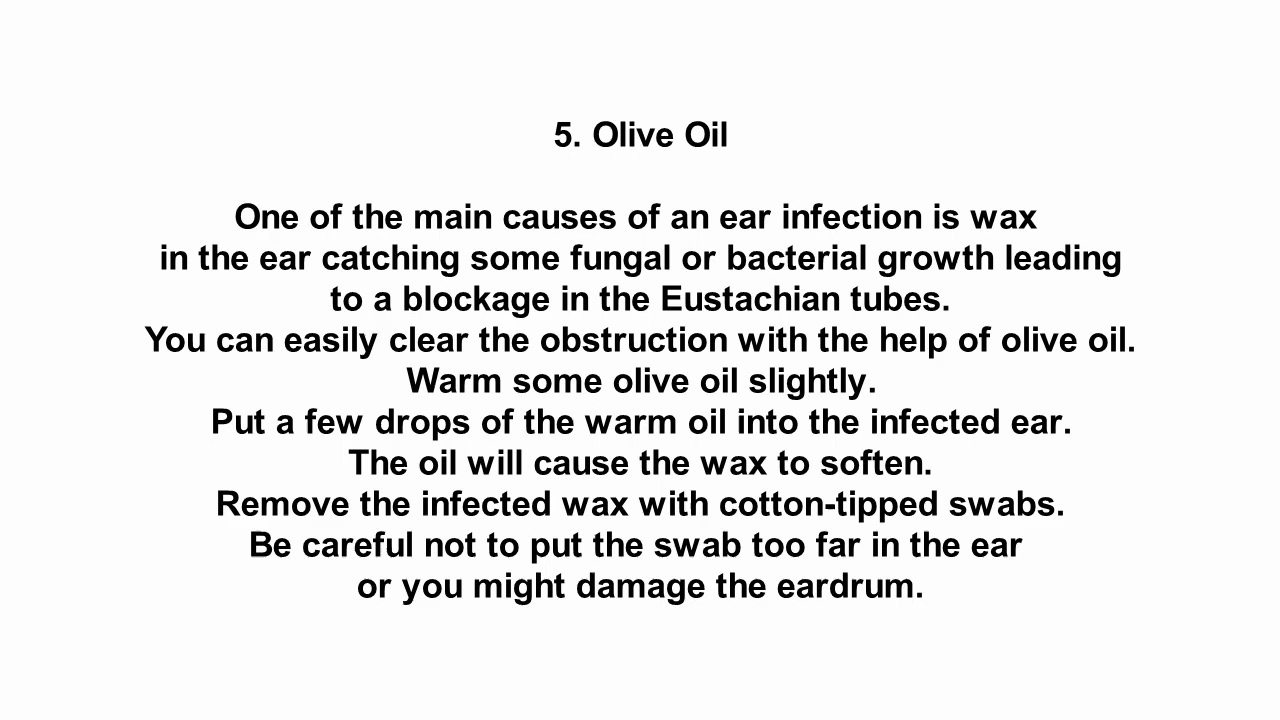 5. Olive Oil
One of the main causes of an ear infection is wax
in the ear catching some fungal or bacterial growth leading
to a blockage in the Eustachian tubes.
You can easily clear the obstruction with the help of olive oil.
Warm some olive oil slightly.
Put a few drops of the warm oil into the infected ear.
The oil will cause the wax to soften.
Remove the infected wax with cotton-tipped swabs.
Be careful not to put the swab too far in the ear
or you might damage the eardrum.